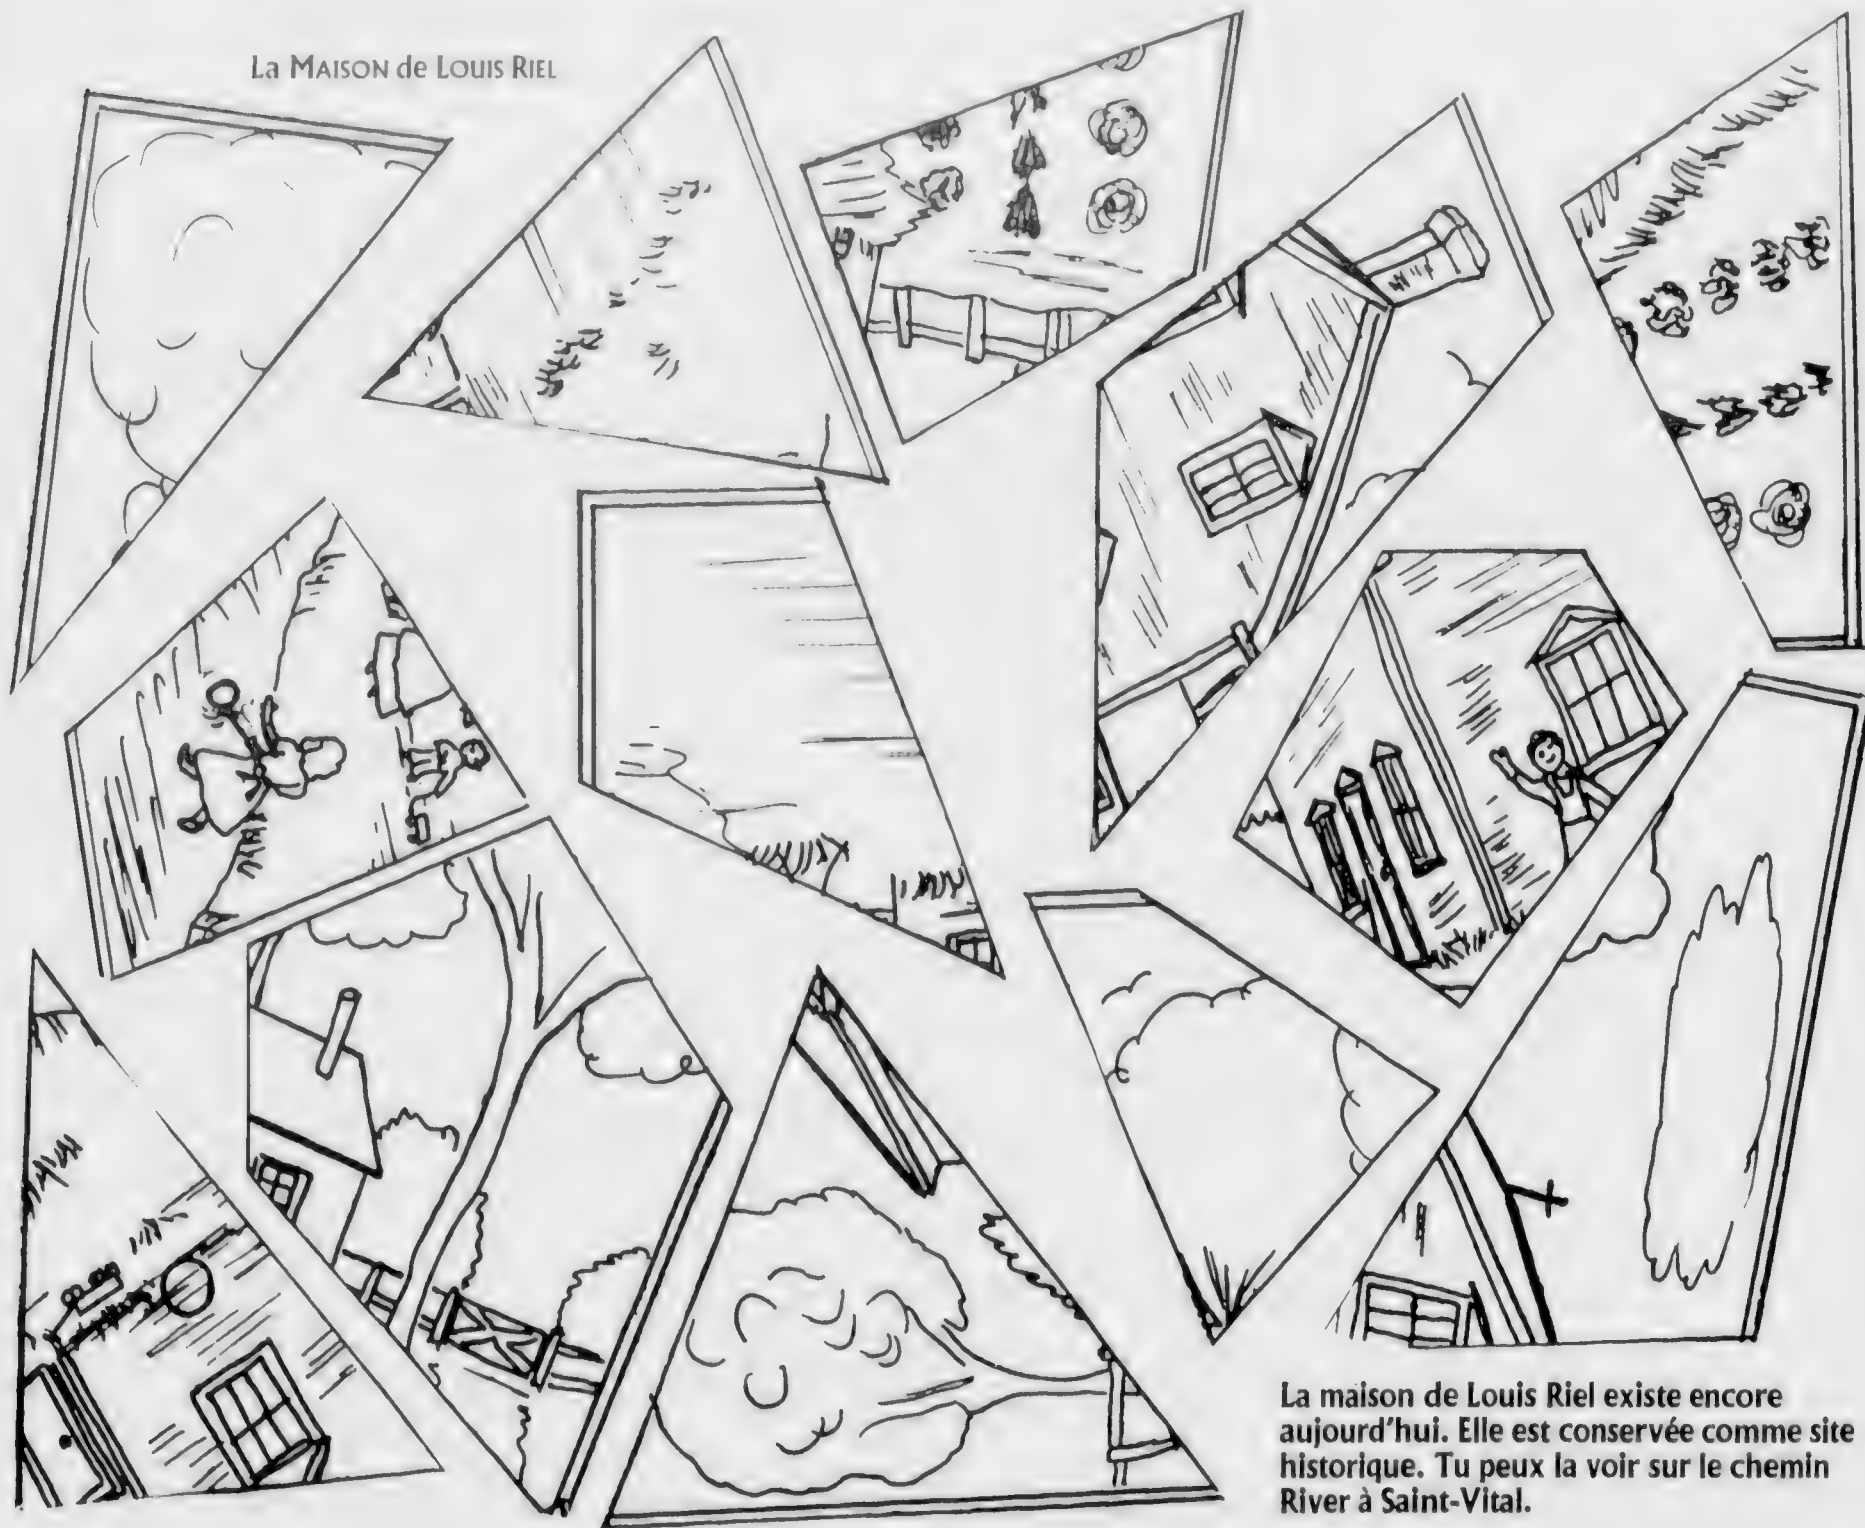 La MAISON de LOUIS RIEL
La maison de Louis Riel existe encore
aujourd'hui. Elle est conservée comme site
historique. Tu peux la voir sur le chemin
River à Saint-Vital.